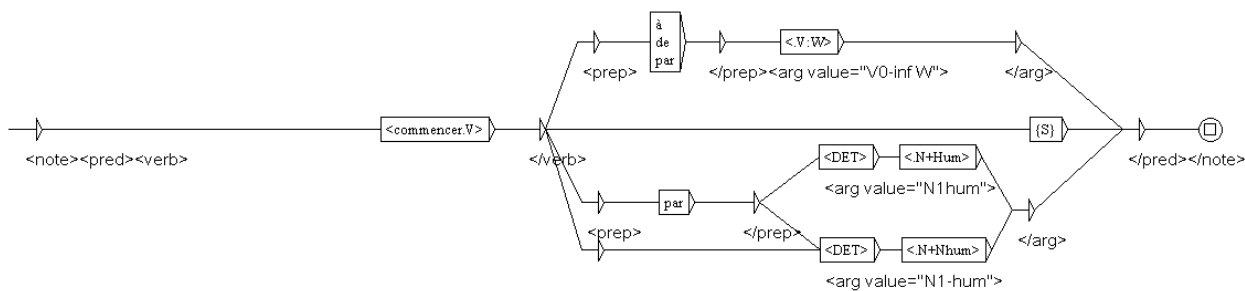 à
de
par
<.V:W>
<prep>
</prep><arg value="V0-inf W">
</arg>
<commencer.V>
{S}
<note><pred><verb>
</verb>
</pred></note>
<DET>
<.N+Hum>
<arg value="N1hum">
par
<prep>
</prep>
</arg>
<DET>
<.N+Nhum>
<arg value="N1-hum">